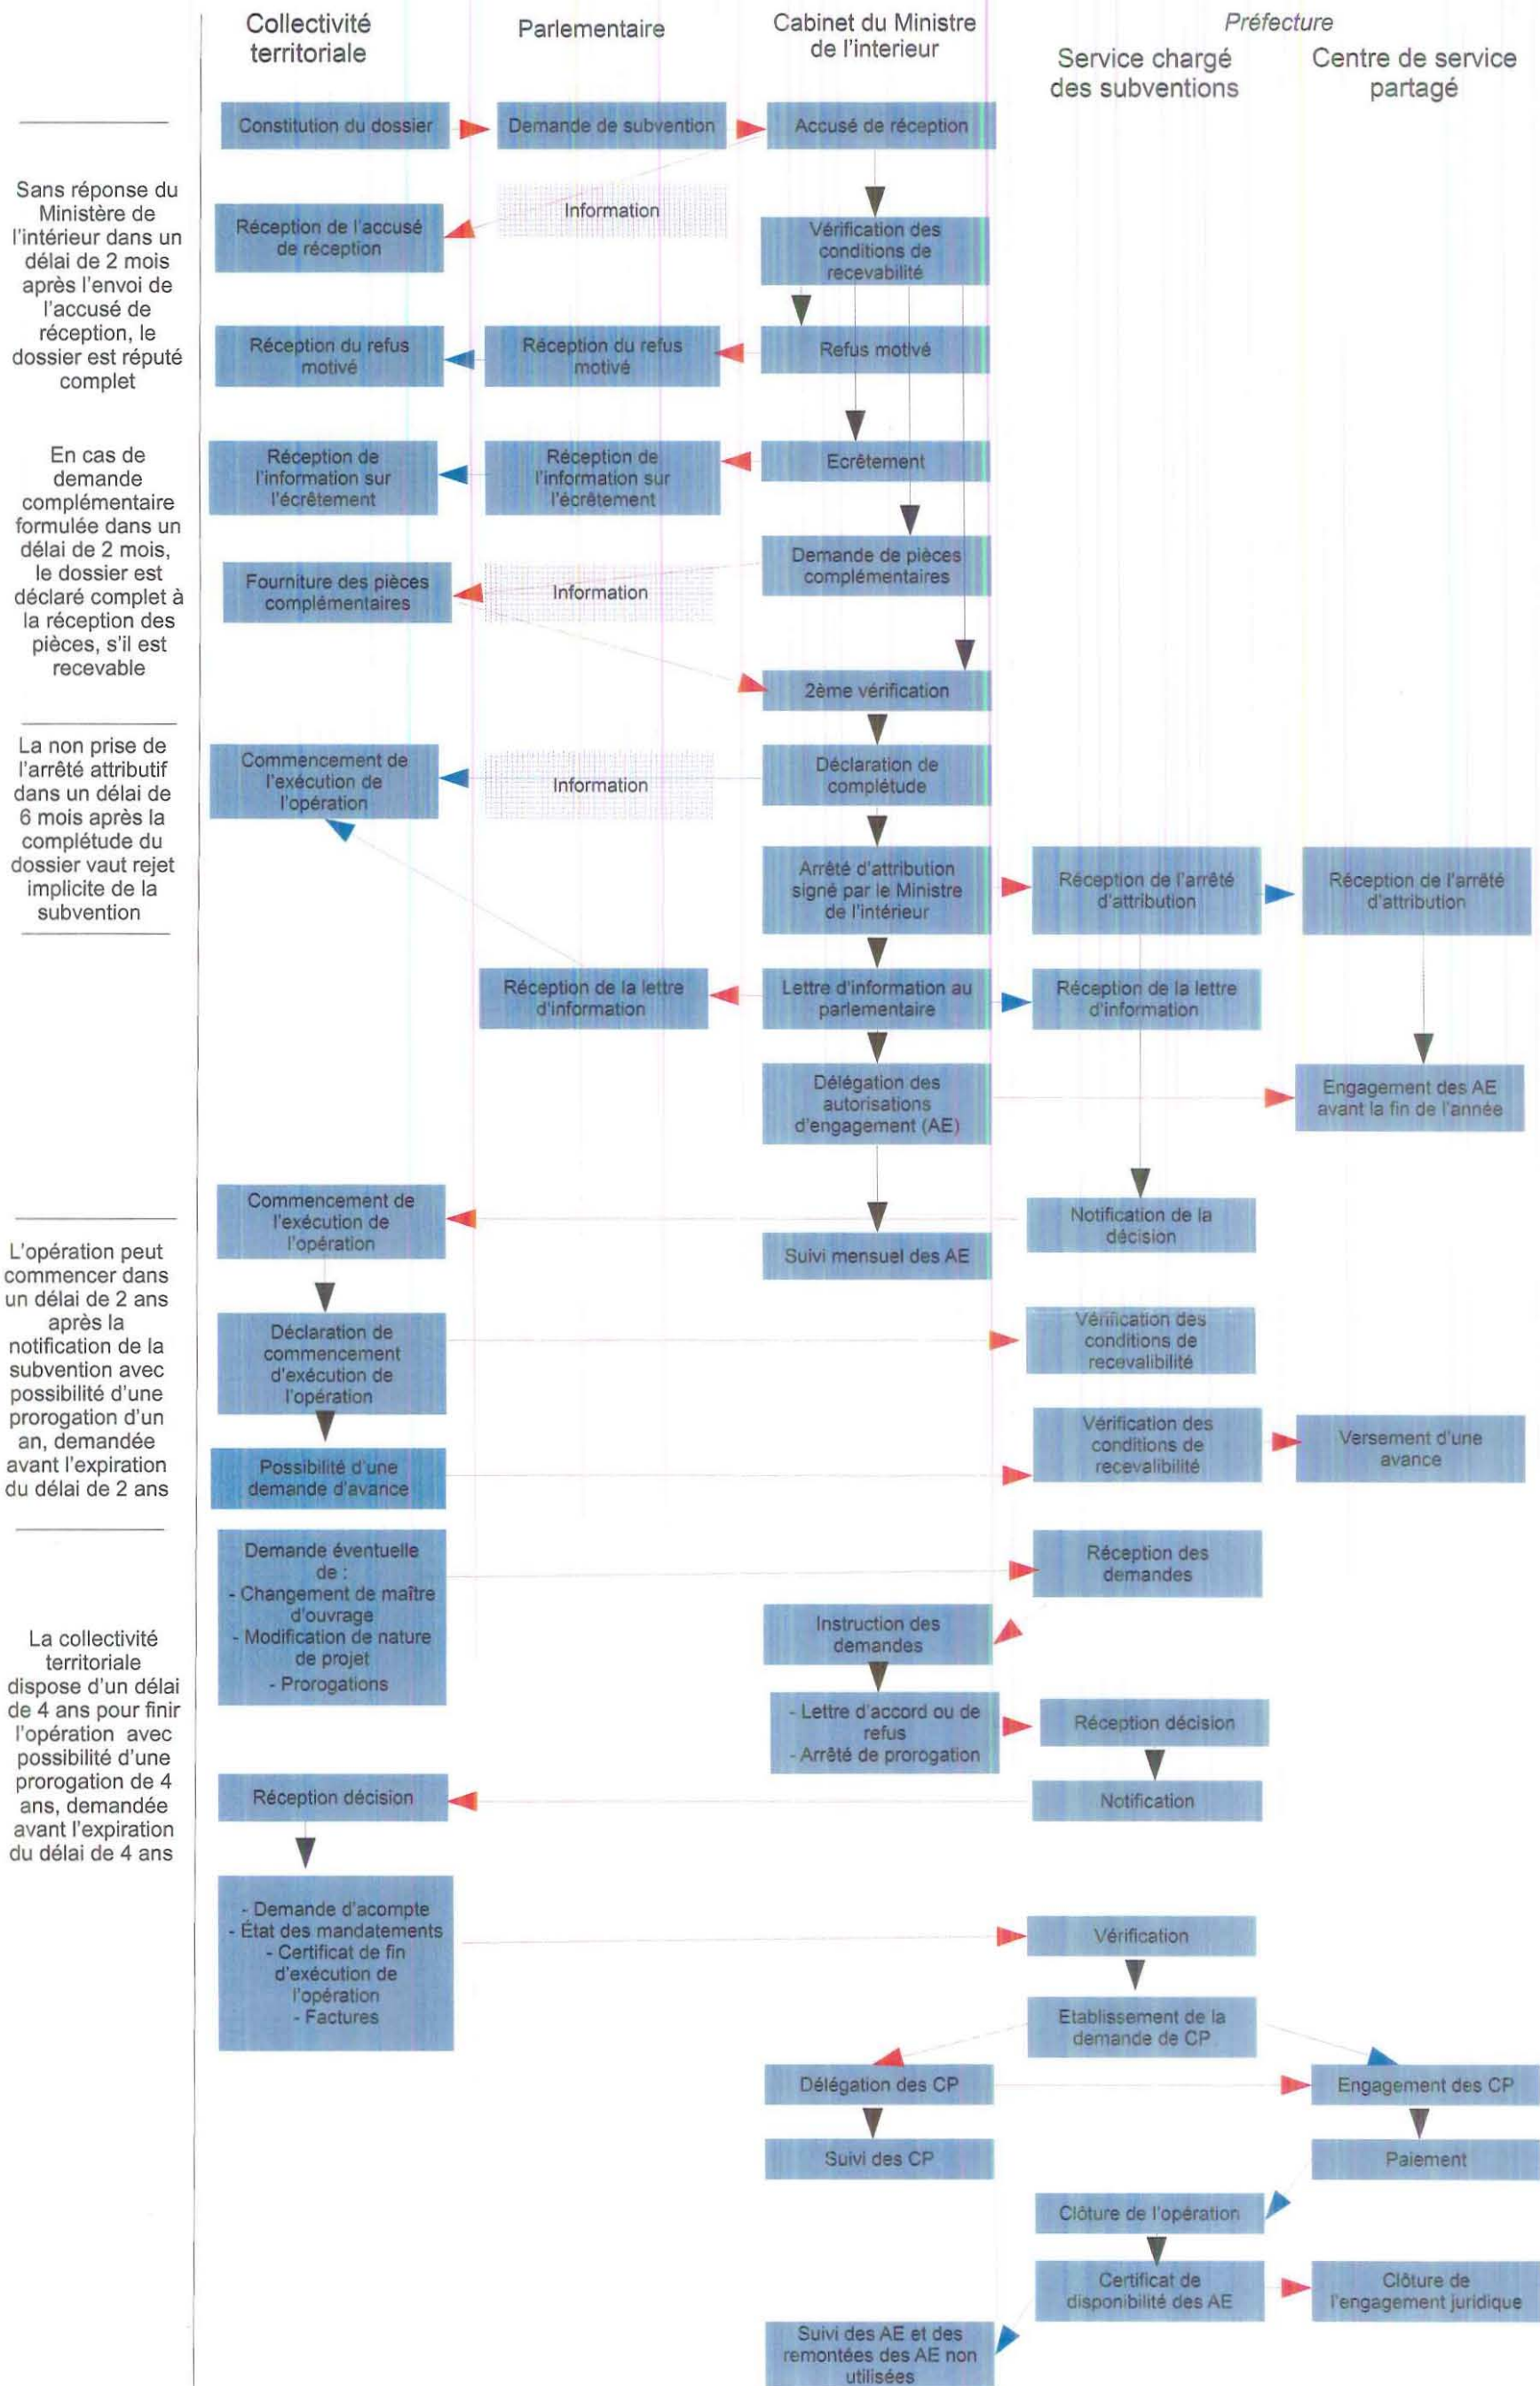 Collectivité
territoriale
Parlementaire
Cabinet du Ministre
de l'interieur
Préfecture
Service chargé
des subventions
Centre de service
partagé
Constitution du dossier
Demande de subvention
Accusé de réception
Sans réponse du
Ministère de
l'intérieur dans un
délai de 2 mois
après l'envoi de
l'accusé de
réception, le
dossier est réputé
complet
Réception de l'accusé
de réception
Information
Vérification des
conditions de
recevabilité
Réception du refus
motivé
Réception du refus
motivé
Refus motivé
En cas de
demande
complémentaire
formulée dans un
délai de 2 mois,
le dossier est
déclaré complet à
la réception des
pièces, s'il est
recevable
Réception de
l'information sur
l'écrêtement
Réception de
l'information sur
l'écrêtement
Ecrêtement
Demande de pièces
complémentaires
Fourniture des pièces
complémentaires
Information
2ème vérification
La non prise de
l'arrêté attributif
dans un délai de
6 mois après la
complétude du
dossier vaut rejet
implicite de la
subvention
Commencement de
l'exécution de
l'opération
Information
Déclaration de
complétude
Arrêté d'attribution
signé par le Ministre
de l'intérieur
Réception de l'arrêté
d'attribution
Réception de l'arrêté
d'attribution
Réception de la lettre
d'information
Lettre d'information au
parlementaire
Réception de la lettre
d'information
Délégation des
autorisations
d'engagement (AE)
Engagement des AE
avant la fin de l'année
Commencement de
l'exécution de
l'opération
Notification de la
décision
Suivi mensuel des AE
L'opération peut
commencer dans
un délai de 2 ans
après la
notification de la
subvention avec
possibilité d'une
prorogation d'un
an, demandée
avant l'expiration
du délai de 2 ans
Déclaration de
commencement
d'exécution de
l'opération
Vérification des
conditions de
recevalibilité
Possibilité d'une
demande d'avance
Vérification des
conditions de
recevalibilité
Versement d'une
avance
Demande éventuelle
de :
- Changement de maître
d'ouvrage
- Modification de nature
de projet
- Prorogations
Réception des
demandes
Instruction des
demandes
La collectivité
territoriale
dispose d'un délai
de 4 ans pour finir
l'opération avec
possibilité d'une
prorogation de 4
ans, demandée
avant l'expiration
du délai de 4 ans
- Lettre d'accord ou de
refus
- Arrêté de prorogation
Réception décision
Réception décision
Notification
- Demande d'acompte
- État des mandatements
- Certificat de fin
d'exécution de
l'opération
- Factures
Vérification
Etablissement de la
demande de CP
Délégation des CP
Engagement des CP
Suivi des CP
Paiement
Clôture de l'opération
Certificat de
disponibilité des AE
Clôture de
l'engagement juridique
Suivi des AE et des
remontées des AE non
utilisées